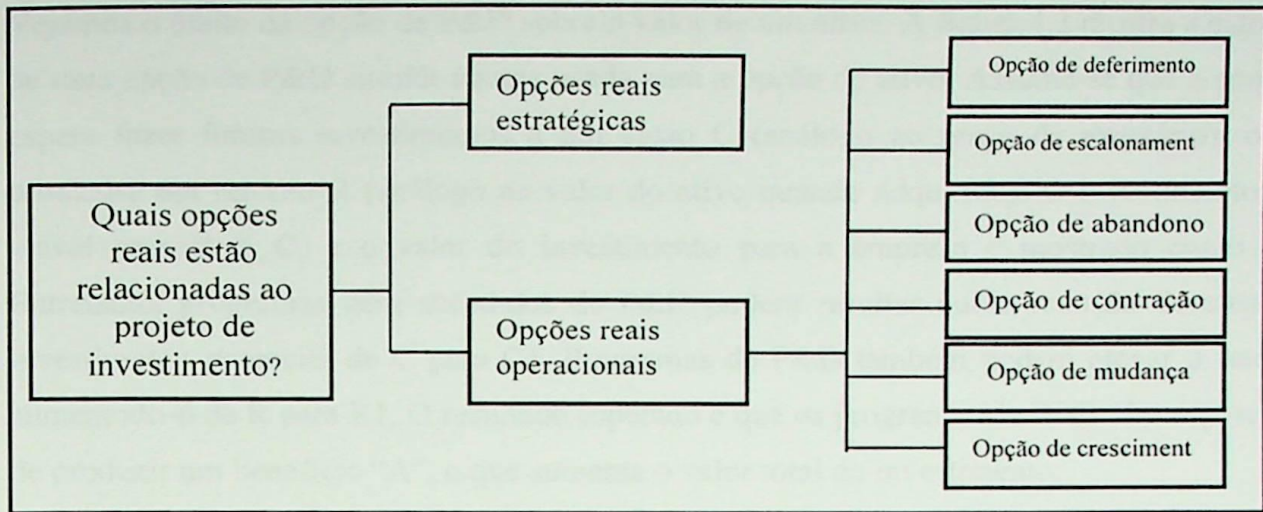 Quais opções
reais estão
relacionadas ao
projeto de
investimento?
Opções reais
estratégicas
Opções reais
operacionais
Opção de deferimento
Opção de escalonament
Opção de abandono
Opção de contração
Opção de mudança
Opção de cresciment